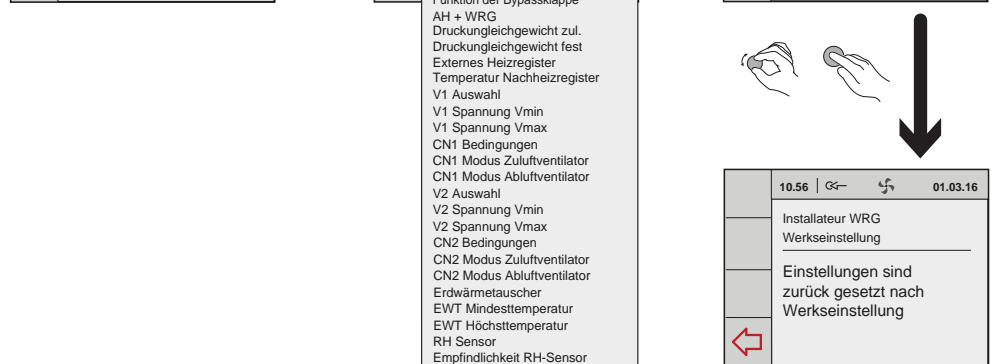 Funktion der Bypassklappe
AH + WRG
Druckungleichgewicht zul.
Druckungleichgewicht fest
Externes Heizregister
Temperatur Nachheizregister
V1 Auswahl
V1 Spannung Vmin
V1 Spannung Vmax
CN1 Bedingungen
CN1 Modus Zuluftventilator
CN1 Modus Abluftventilator
V2 Auswahl
V2 Spannung Vmin
V2 Spannung Vmax
CN2 Bedingungen
CN2 Modus Zuluftventilator
CN2 Modus Abluftventilator
Erdwärmetauscher
EWT Mindesttemperatur
EWT Höchsttemperatur
RH Sensor
Empfindlichkeit RH-Sensor
10.56 01.03.16
Installateur WRG
Werkseinstellung
Einstellungen sind
zurück gesetzt nach
Werkseinstellung